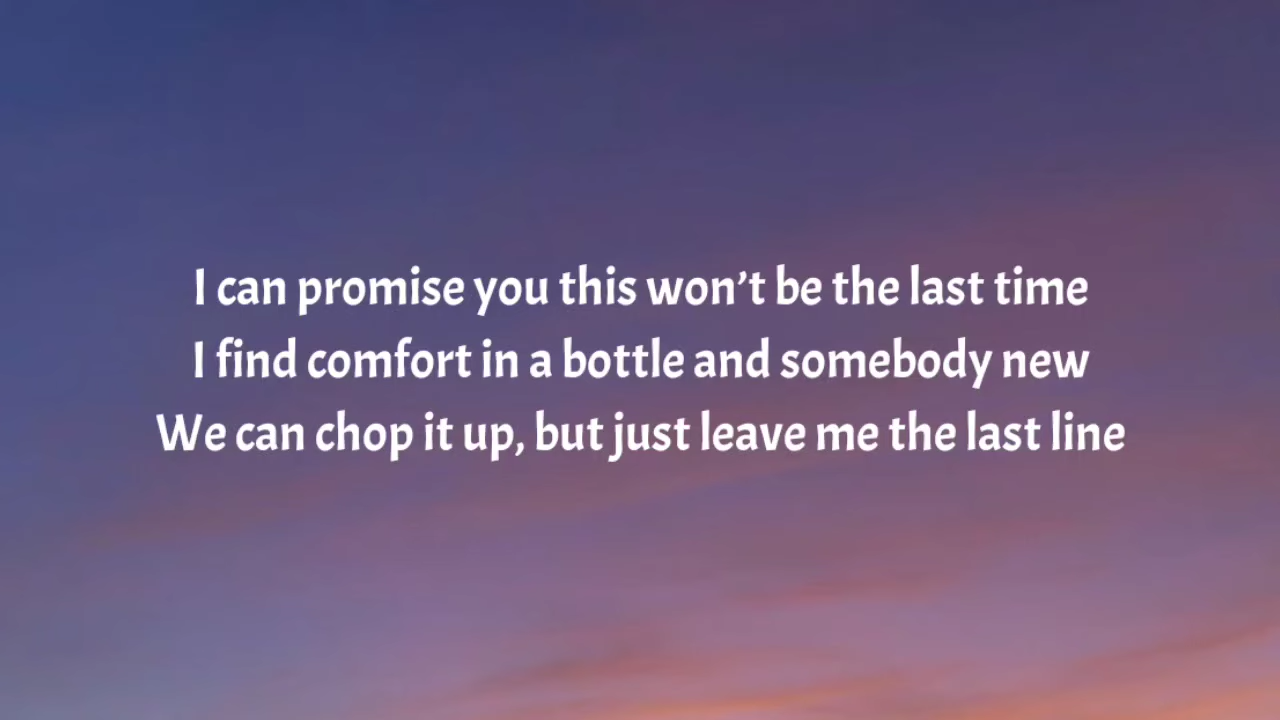 I can promise you this won’t be the last time
I find comfort in a bottle and somebody new
We can chop it up, but just leave me the last line